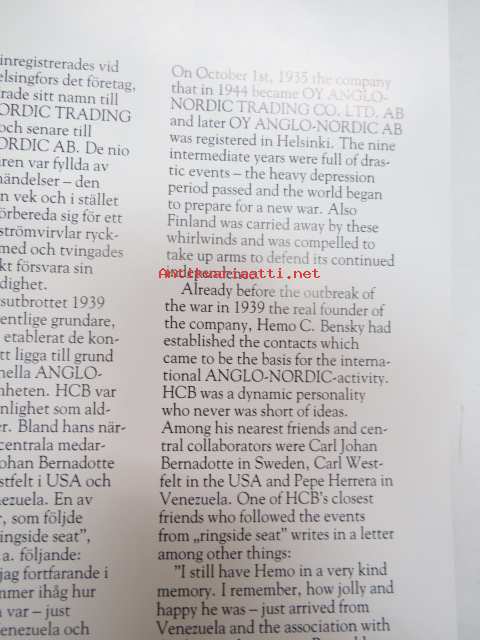 inregistrerades vid
elsingfors det företag,
rade sitt namn till
ORDIC TRADING
och senare till
ORDIC AB. De nio
ren var fyllda av
händelser – den
n vek och i stället
örbereda sig för ett
strömvirvlar ryck-
med och tvingades
kt försvara sin
dighet.
sutbrottet 1939
entlige grundare,
etablerat de kon-
tt ligga till grund
nella ANGLO-
nheten. HCB var
nlighet som ald-
r. Bland hans när-
centrala medar-
ohan Bernadotte
stfelt i USA och
nezuela. En av
r, som följde
ingside seat”,
a. följande:
jag fortfarande i
mmer ihåg hur
n var – just
enezuela och
On October 1st, 1935 the company
that in 1944 became OY ANGLO-
NORDIC TRADING CO. LTD. AB
and later OY ANGLO-NORDIC AB
was registered in Helsinki. The nine
intermediate years were full of dras-
tic events – the heavy depression
period passed and the world began
to prepare for a new war. Also
Finland was carried away by these
whirlwinds and was compelled to
take up arms to defend its continued
independence.
Already before the outbreak of
the war in 1939 the real founder of
the company, Hemo C. Bensky had
established the contacts which
came to be the basis for the interna-
tional ANGLO-NORDIC-activity.
HCB was a dynamic personality
who never was short of ideas.
Among his nearest friends and cen-
tral collaborators were Carl Johan
Bernadotte in Sweden, Carl West-
felt in the USA and Pepe Herrera in
Venezuela. One of HCB's closest
friends who followed the events
from „ringside seat” writes in a letter
among other things:
”I still have Hemo in a very kind
memory. I remember, how jolly and
happy he was – just arrived from
Venezuela and the association with
Antikvariaatti.net